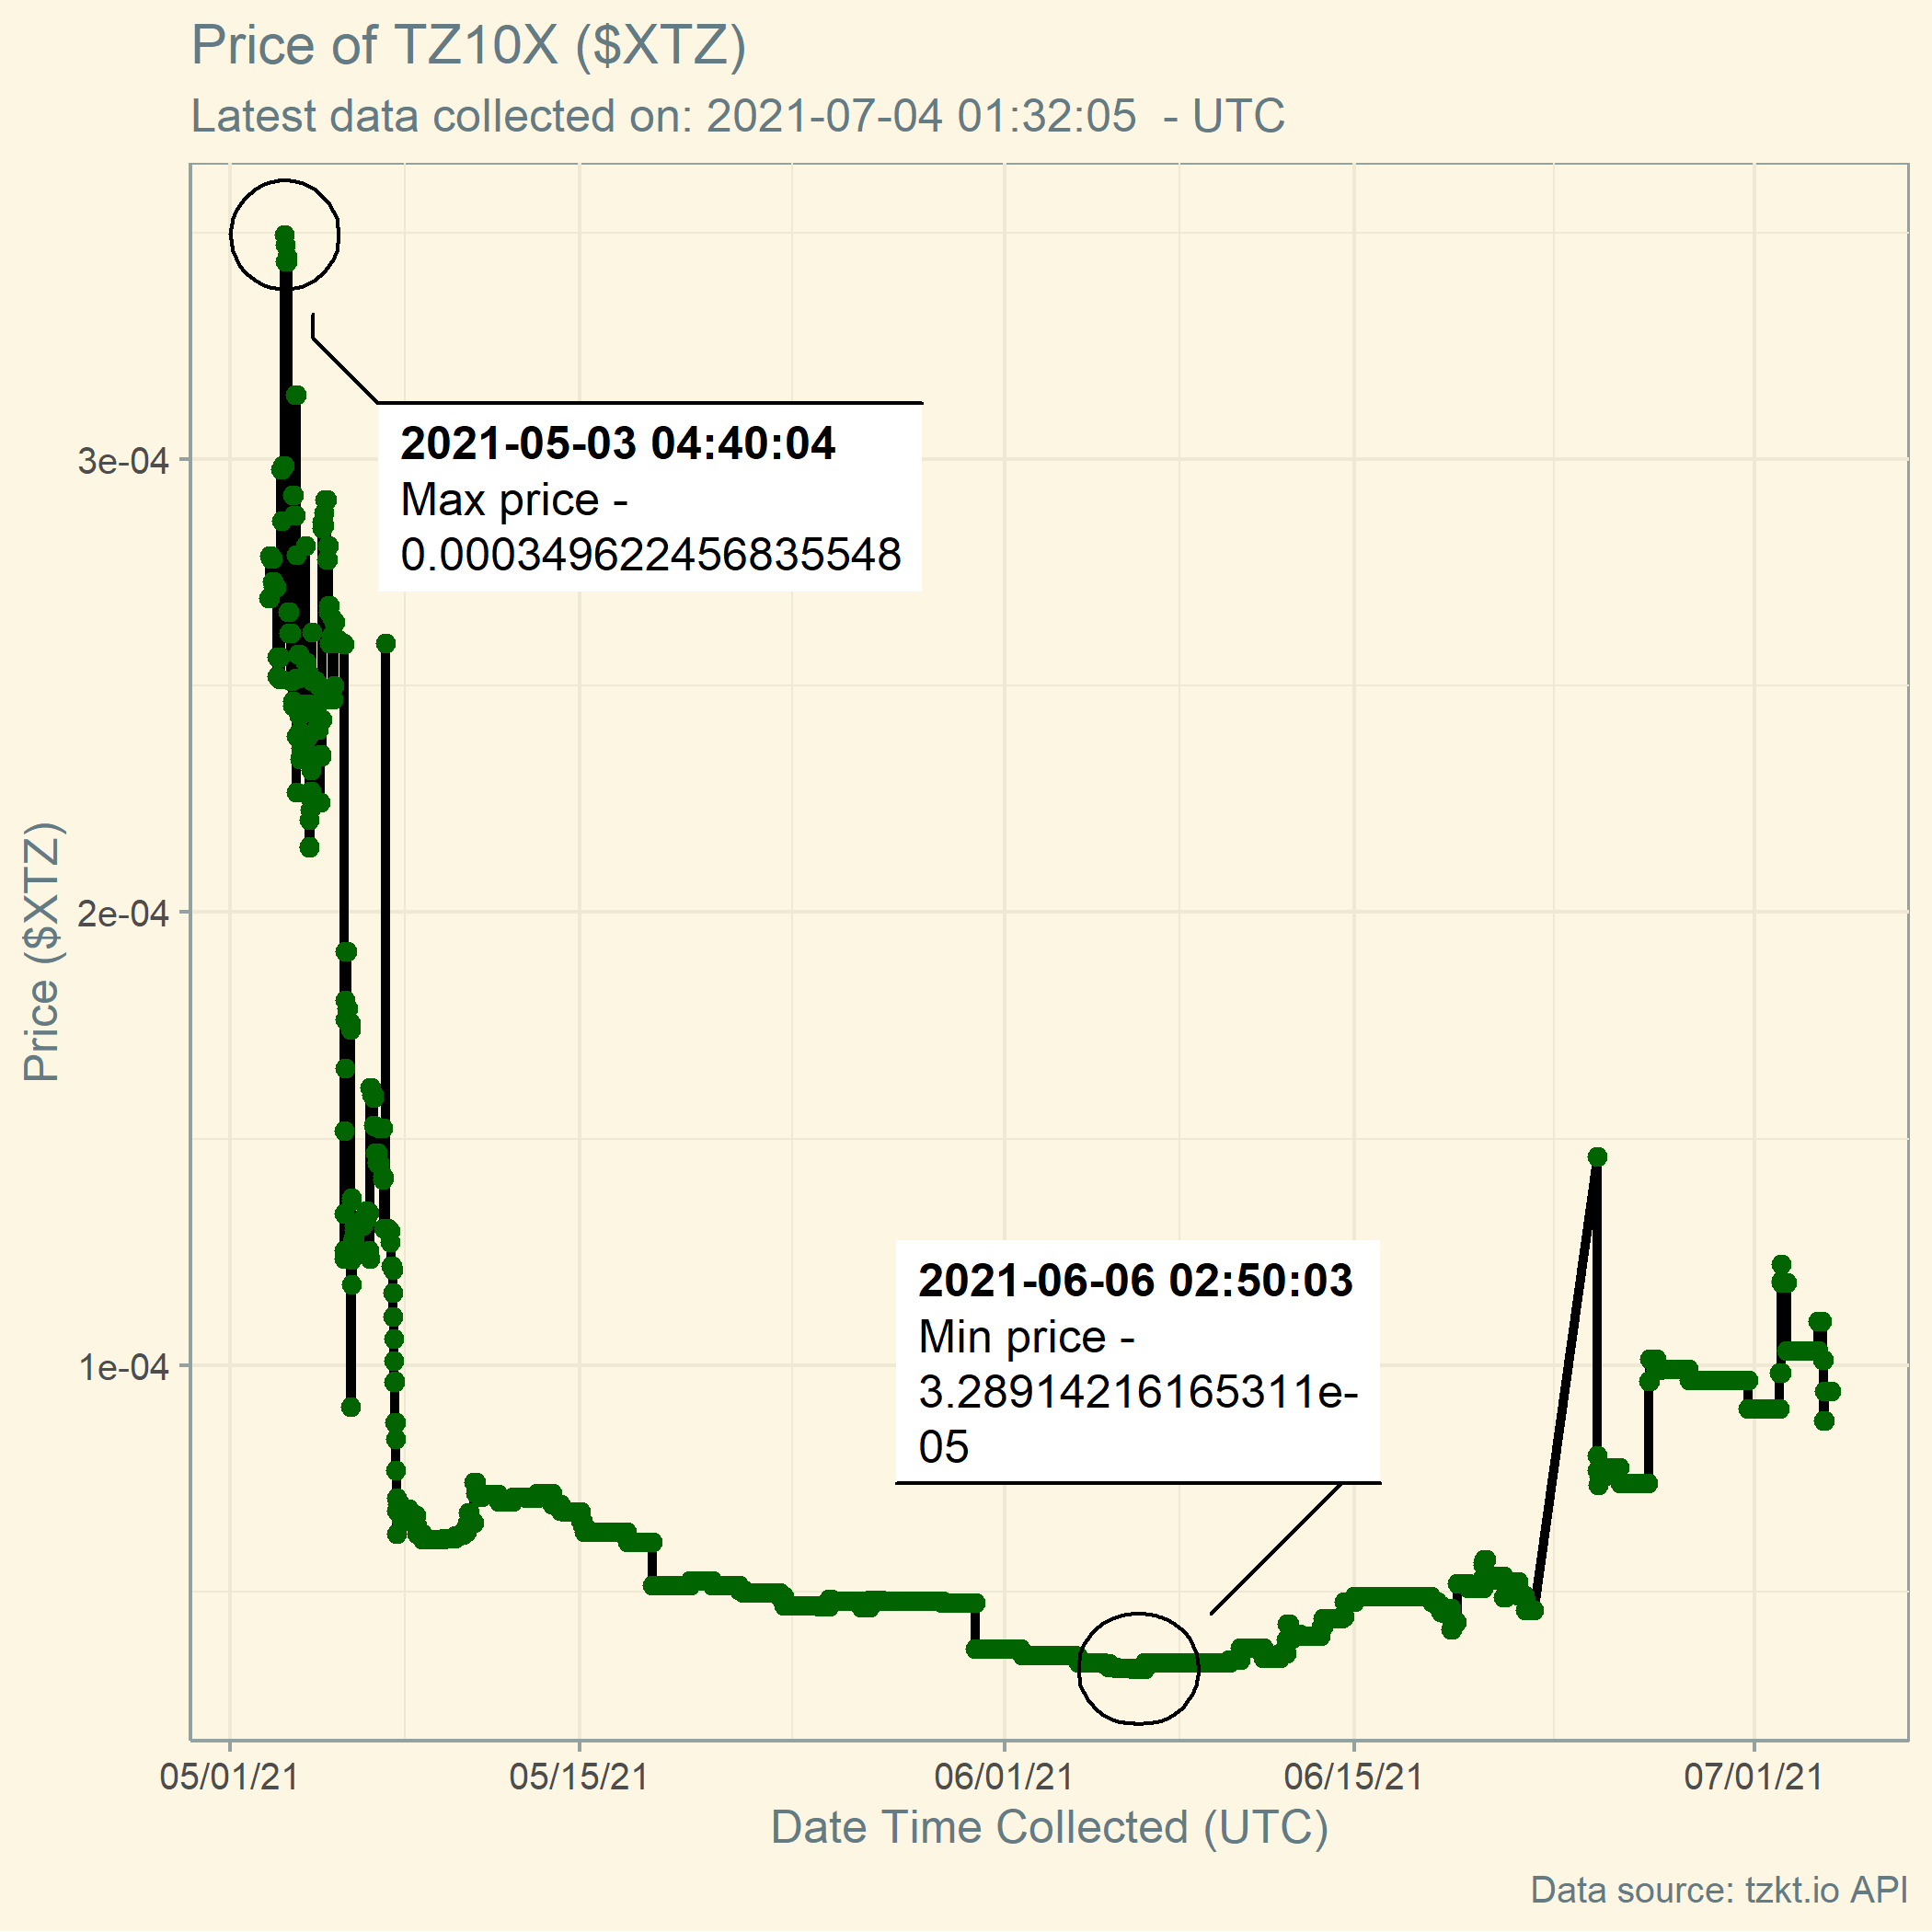 Price of TZ10X ($XTZ)
Latest data collected on: 2021-07-04 01:32:05  - UTC
2021-05-03 04:40:04
Max price -
0.000349622456835548
3e-04
2e-04
1e-04
Price ($XTZ)
2021-06-06 02:50:03
Min price -
3.28914216165311e-
05
05/01/21
05/15/21
06/01/21
06/15/21
07/01/21
Date Time Collected (UTC)
Data source: tzkt.io API